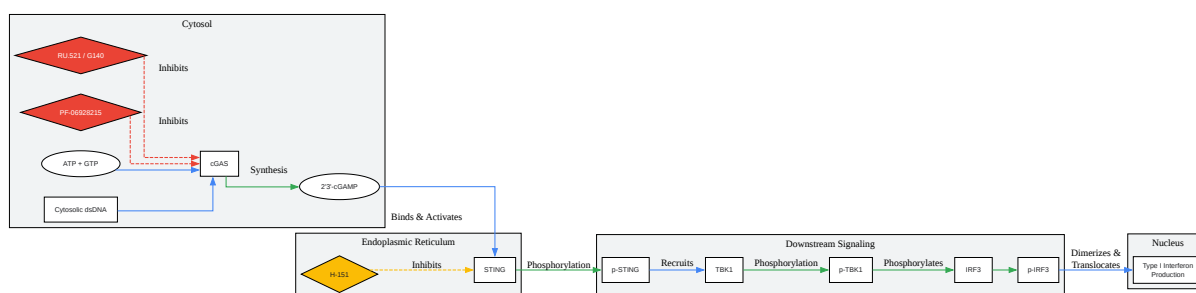 Cytosol
RU.521 / G140
Inhibits
PF-06928215
Inhibits
ATP + GTP
cGAS
Synthesis
2'3'-cGAMP
Cytosolic dsDNA
Binds & Activates
Endoplasmic Reticulum
H-151
Inhibits
STING
Phosphorylation
Downstream Signaling
p-STING
Recruits
TBK1
Phosphorylation
p-TBK1
Phosphorylates
IRF3
p-IRF3
Dimerizes &
Translocates
Nucleus
Type I Interferon
Production